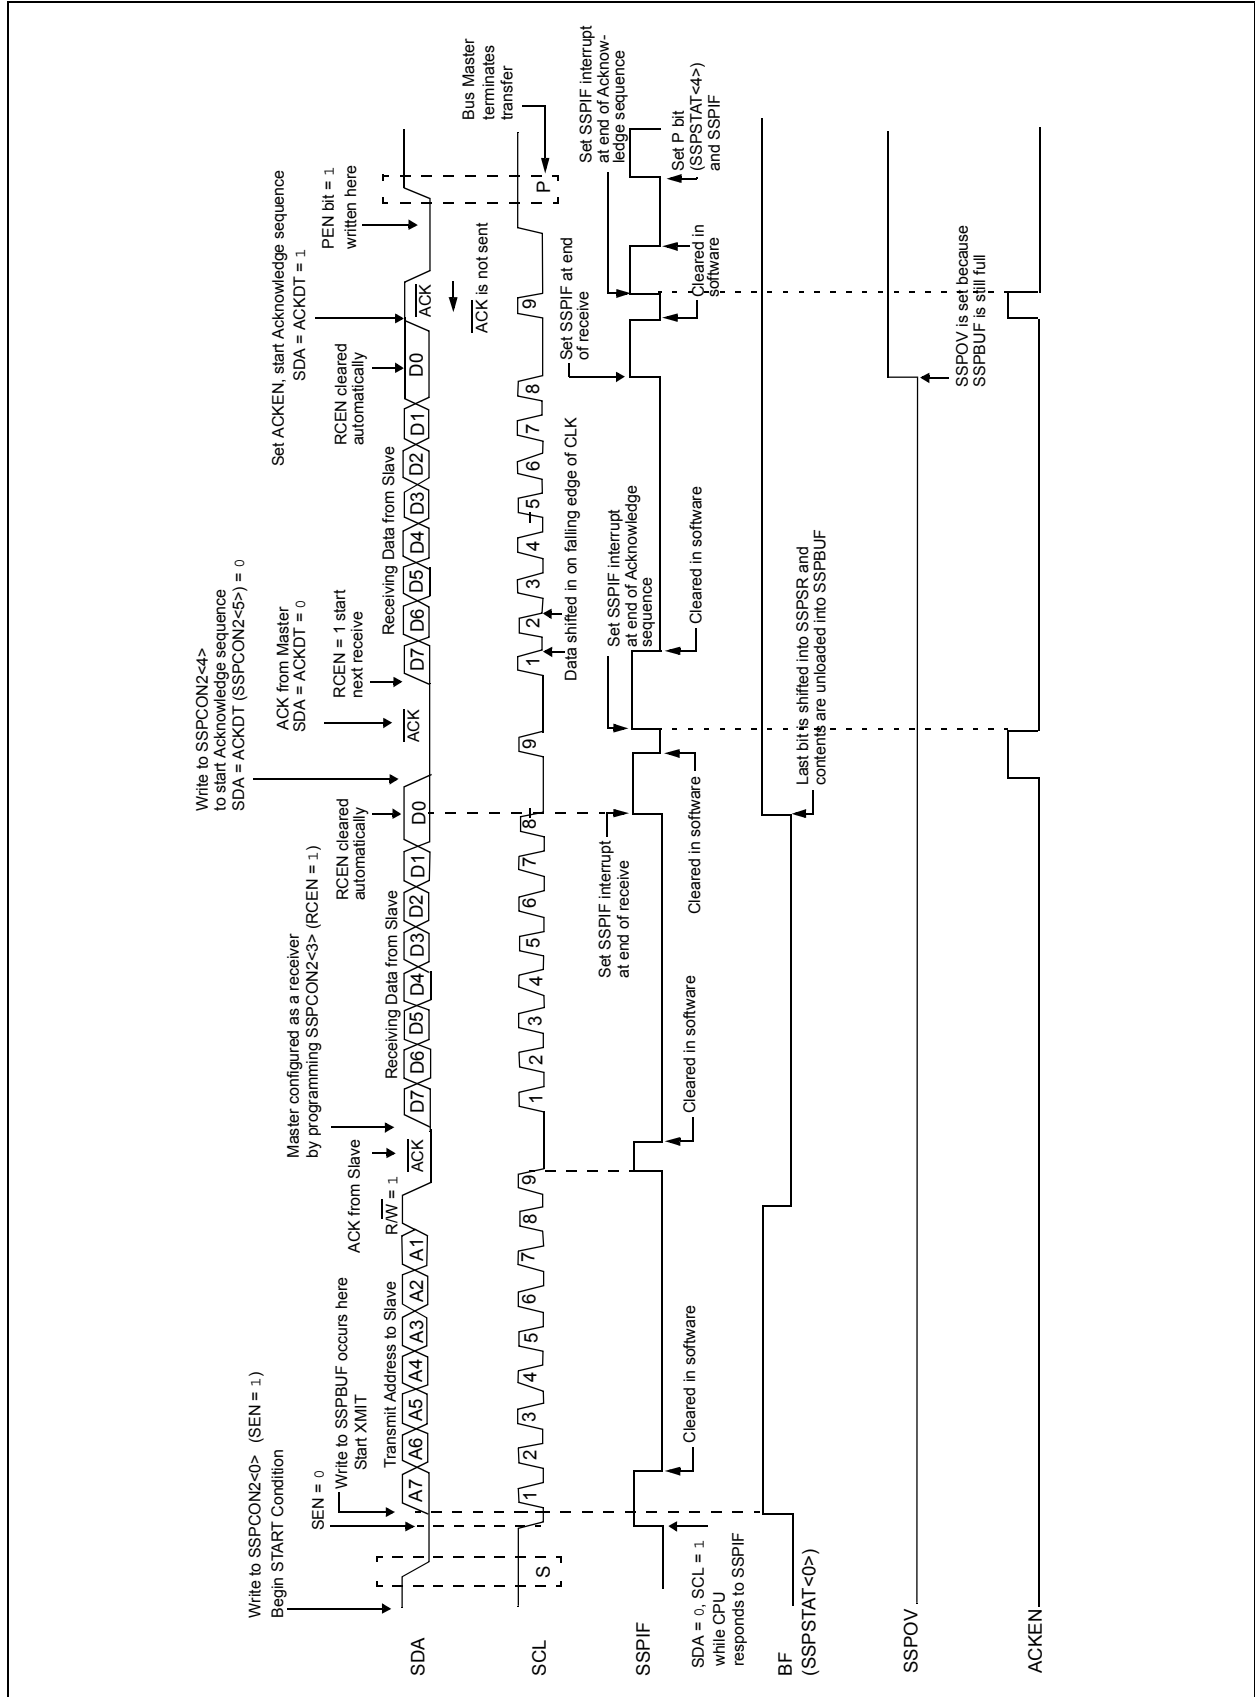 Write to SSPCON2<0> (SEN = 1)
Begin START Condition
SEN = 0
Write to SSPBUF occurs here
Start XMIT
Transmit Address to Slave
R/W = 1
ACK from Slave
Master configured as a receiver
by programming SSPCON2<3> (RCEN = 1)
Receiving Data from Slave
RCEN cleared
automatically
Write to SSPCON2<4>
to start Acknowledge sequence
SDA = ACKDT (SSPCON2<5>) = 0
ACK from Master
SDA = ACKDT = 0
RCEN = 1 start
next receive
Receiving Data from Slave
RCEN cleared
automatically
Set ACKEN, start Acknowledge sequence
SDA = ACKDT = 1
PEN bit = 1
written here
SDA
A7 A6 A5 A4 A3 A2 A1 ACK D7 D6 D5 D4 D3 D2 D1 D0 ACK D7 D6 D5 D4 D3 D2 D1 D0 ACK
ACK is not sent
Bus Master
terminates
transfer
SCL
S 1 2 3 4 5 6 7 8 9 1 2 3 4 5 6 7 8 9 1 2 3 4 5 6 7 8 9 P
Data shifted in on falling edge of CLK
Set SSPIF interrupt
at end of receive
Set SSPIF interrupt
at end of Acknowledge
sequence
Set SSPIF at end
of receive
Set SSPIF interrupt
at end of Acknow-
ledge sequence
SSPIF
SDA = 0, SCL = 1
while CPU
responds to SSPIF
Cleared in software
Cleared in software
Cleared in software
Cleared in software
Cleared in
software
Set P bit
(SSPSTAT<4>)
and SSPIF
BF
(SSPSTAT<0>)
Last bit is shifted into SSPSR and
contents are unloaded into SSPBUF
SSPOV
SSPOV is set because
SSPBUF is still full
ACKEN